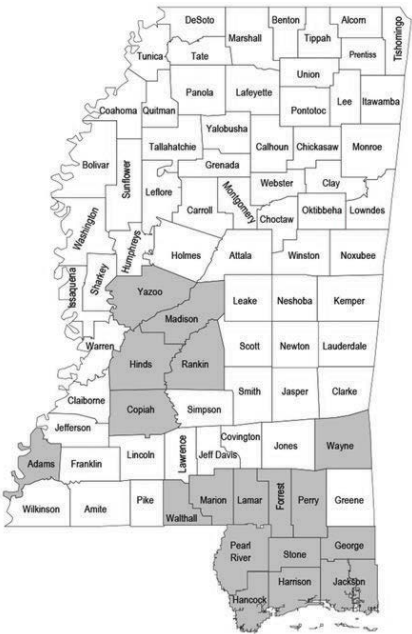 DeSoto
Benton
Alcorn
Tishomingo
Marshall
Tippah
Tunica
Tate
Prentiss
Union
Panola
Lafeyette
Lee
Itawamba
Coahoma
Quitman
Pontotoc
Yalobusha
Tallahatchie
Calhoun
Chickasaw
Monroe
Bolivar
Sunflower
Grenada
Leflore
Webster
Clay
Montgomery
Carroll
Oktibbeha
Lowndes
Washington
Choctaw
Humphreys
Holmes
Attala
Winston
Noxubee
Sharkey
Issaquena
Yazoo
Leake
Neshoba
Kemper
Madison
Warren
Scott
Newton
Lauderdale
Hinds
Rankin
Claiborne
Smith
Jasper
Clarke
Copiah
Simpson
Jefferson
Covington
Lawrence
Jones
Wayne
Lincoln
Jeff Davis
Adams
Franklin
Forrest
Pike
Marion
Lamar
Perry
Greene
Wilkinson
Amite
Walthall
Pearl
River
George
Stone
Harrison
Jackson
Hancock